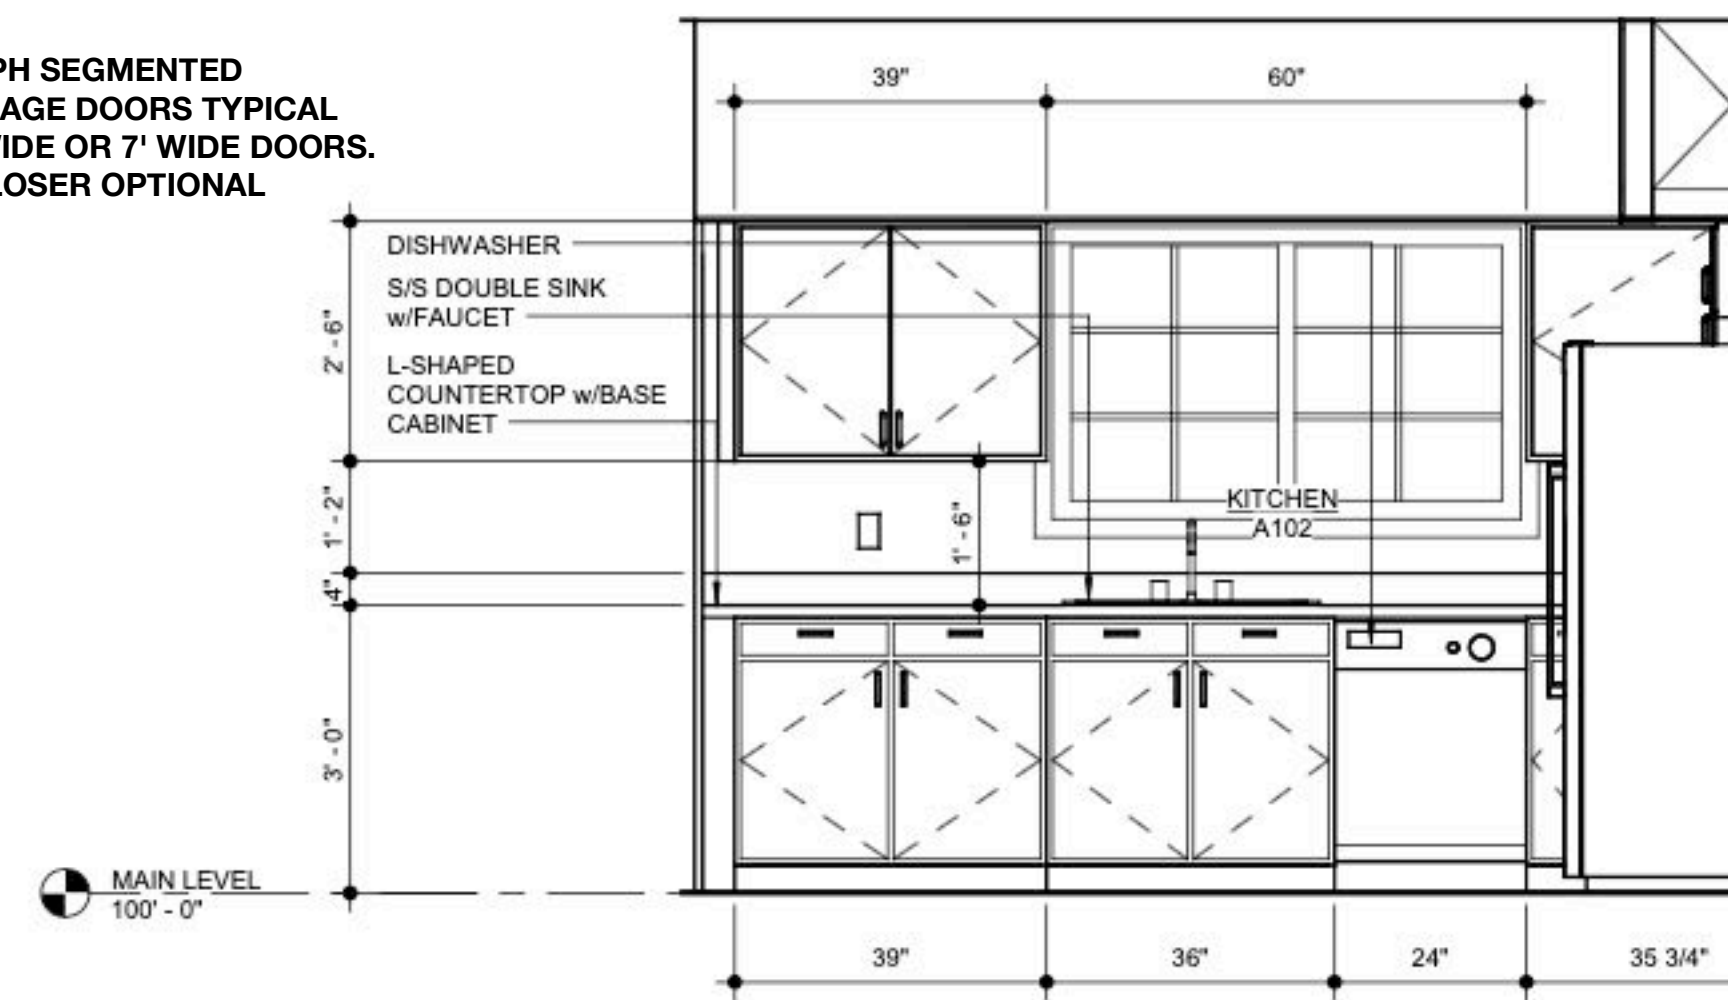 PH SEGMENTED
AGE DOORS TYPICAL
IDE OR 7' WIDE DOORS.
LOSER OPTIONAL
39"
60"
DISHWASHER
S/S DOUBLE SINK
w/FAUCET
L-SHAPED
COUNTERTOP w/BASE
CABINET
2' - 6"
1' - 2"
4"
3' - 0"
1' - 6"
KITCHEN
A102
MAIN LEVEL
100' - 0"
39"
36"
24"
35 3/4"